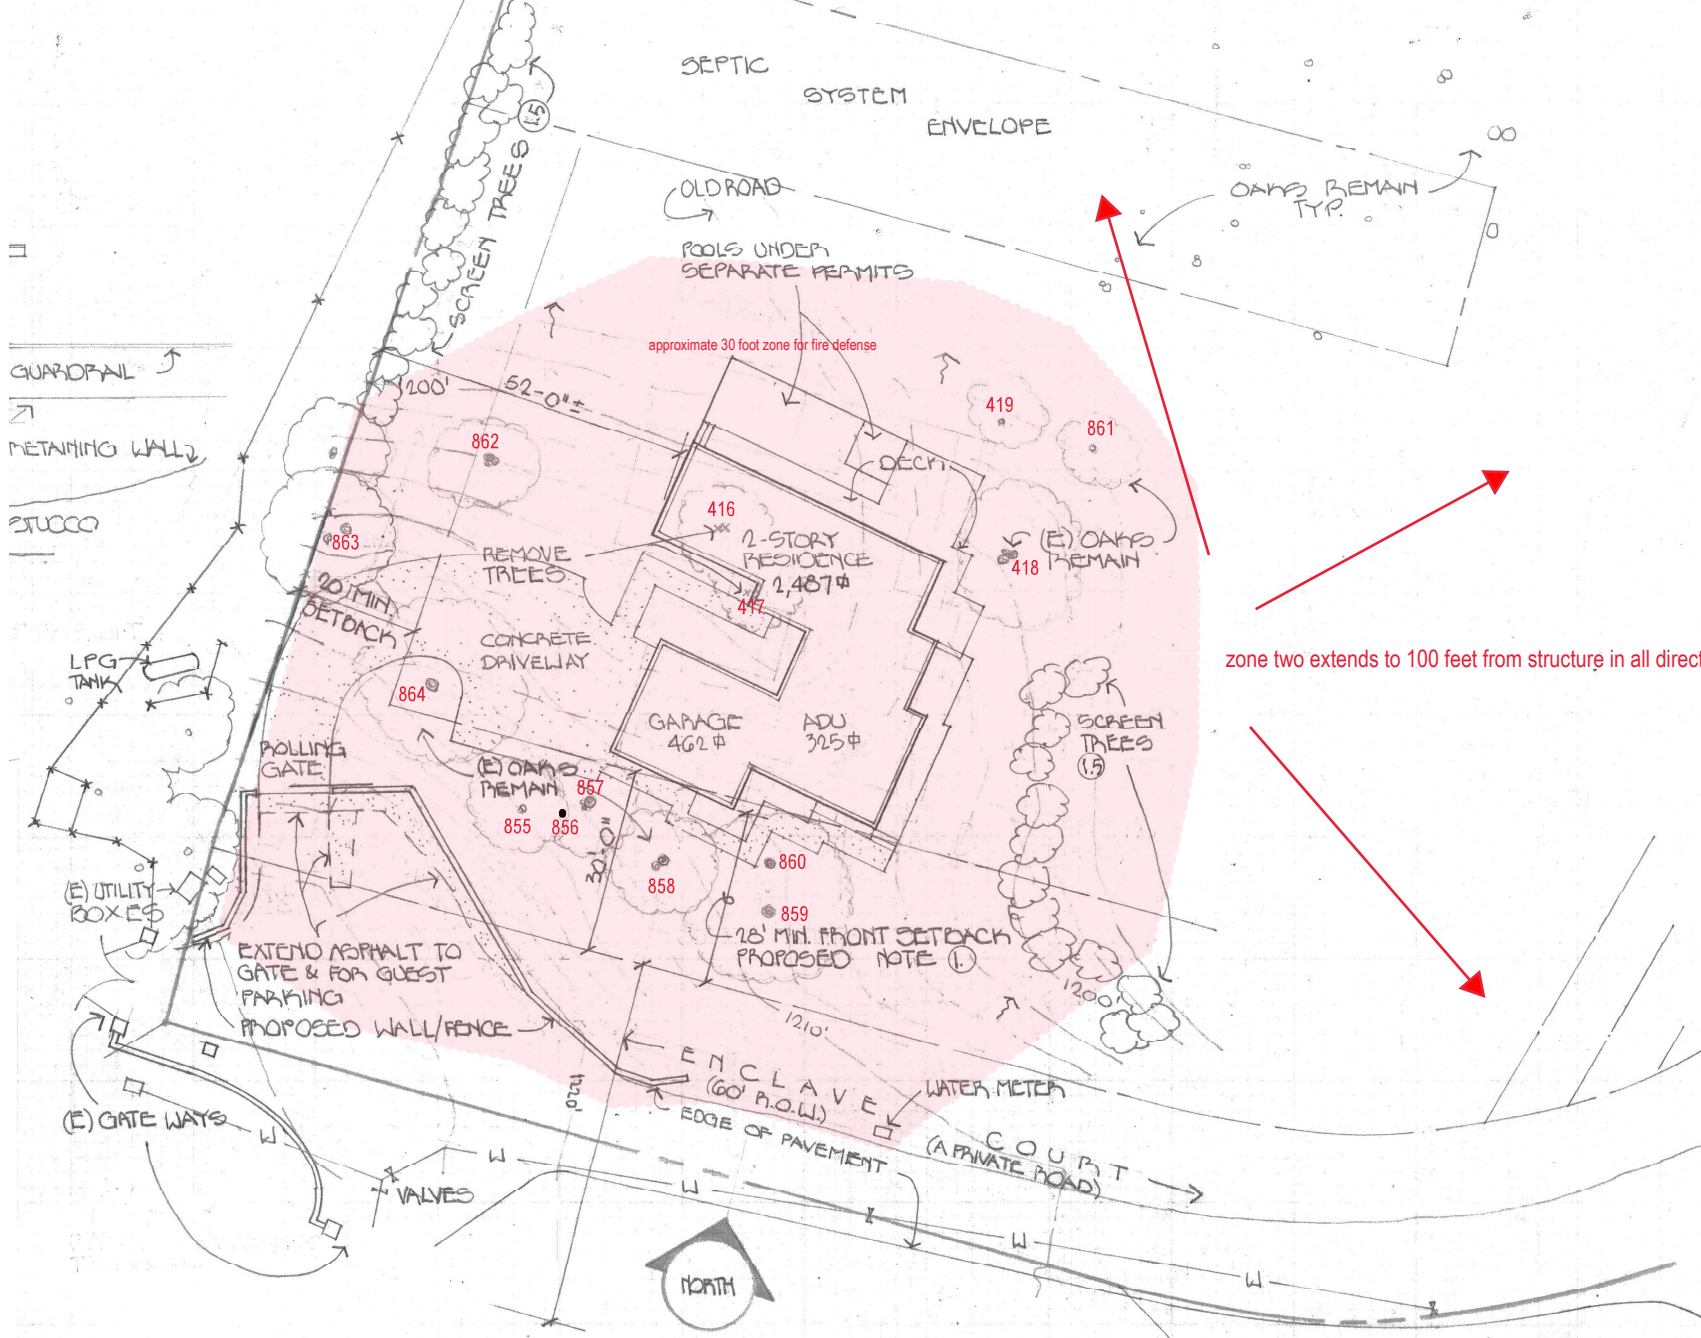 SEPTIC
SYSTEM
ENVELOPE
SCREEN TREES 1.5
OLD ROAD
OAKS REMAIN
TYP.
POOLS UNDER
SEPARATE PERMITS
approximate 30 foot zone for fire defense
GUARDRAIL
1200'
52'-0"±
RETAINING WALL
STUCCO
862
419
861
DECK
416
863
REMOVE
TREES
2-STORY
RESIDENCE
2,487⌀
(E) OAKS
REMAIN
418
417
20' MIN.
SETBACK
CONCRETE
DRIVEWAY
LPG
TANK
864
zone two extends to 100 feet from structure in all direct
GARAGE
462⌀
ADU
325⌀
SCREEN
TREES
1.5
ROLLING
GATE
(E) OAKS
REMAIN
857
855
856
30'-0"
858
860
859
(E) UTILITY
BOXES
28' MIN. FRONT SETBACK
PROPOSED NOTE 1.
EXTEND ASPHALT TO
GATE & FOR GUEST
PARKING
PROPOSED WALL/FENCE
1200'
1210'
1220'
ENCLAVE
(60' R.O.W.)
WATER METER
EDGE OF PAVEMENT
COURT
(A PRIVATE ROAD)
(E) GATE WAYS
W
W
VALVES
W
W
W
NORTH